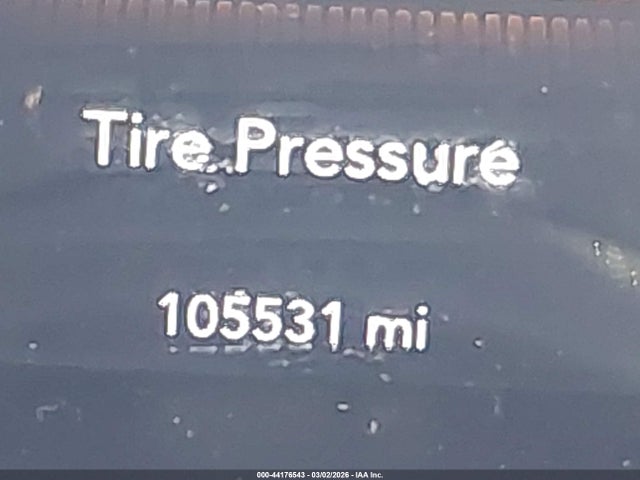 Tire Pressure
105531 mi
000-44176543 - 03/02/2026 - IAA Inc.